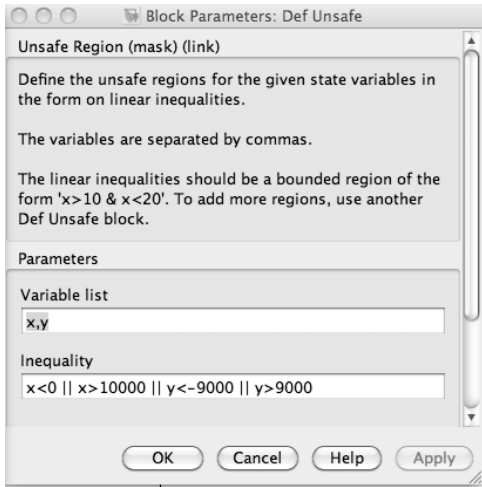 Block Parameters: Def Unsafe
Unsafe Region (mask) (link)
Define the unsafe regions for the given state variables in
the form on linear inequalities.
The variables are separated by commas.
The linear inequalities should be a bounded region of the
form 'x>10 & x<20'. To add more regions, use another
Def Unsafe block.
Parameters
Variable list
x,y
Inequality
x<0 || x>10000 || y<-9000 || y>9000
OK Cancel Help Apply